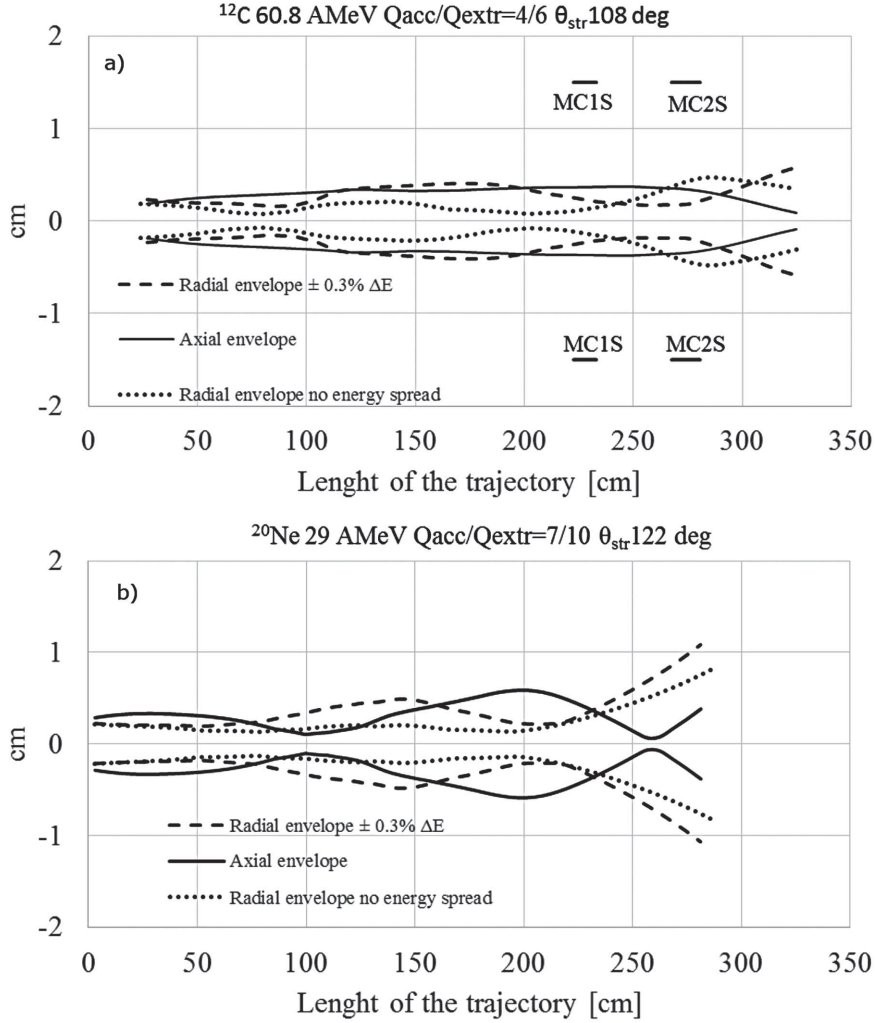 ¹²C 60.8 AMeV Qacc/Qextr=4/6 θstr108 deg
a)
2
1
0
-1
-2
cm
MC1S MC2S
Radial envelope ± 0.3% ΔE
Axial envelope
MC1S MC2S
Radial envelope no energy spread
0 50 100 150 200 250 300 350
Lenght of the trajectory [cm]
²⁰Ne 29 AMeV Qacc/Qextr=7/10 θstr122 deg
b)
2
1
0
-1
-2
cm
Radial envelope ± 0.3% ΔE
Axial envelope
Radial envelope no energy spread
0 50 100 150 200 250 300 350
Lenght of the trajectory [cm]